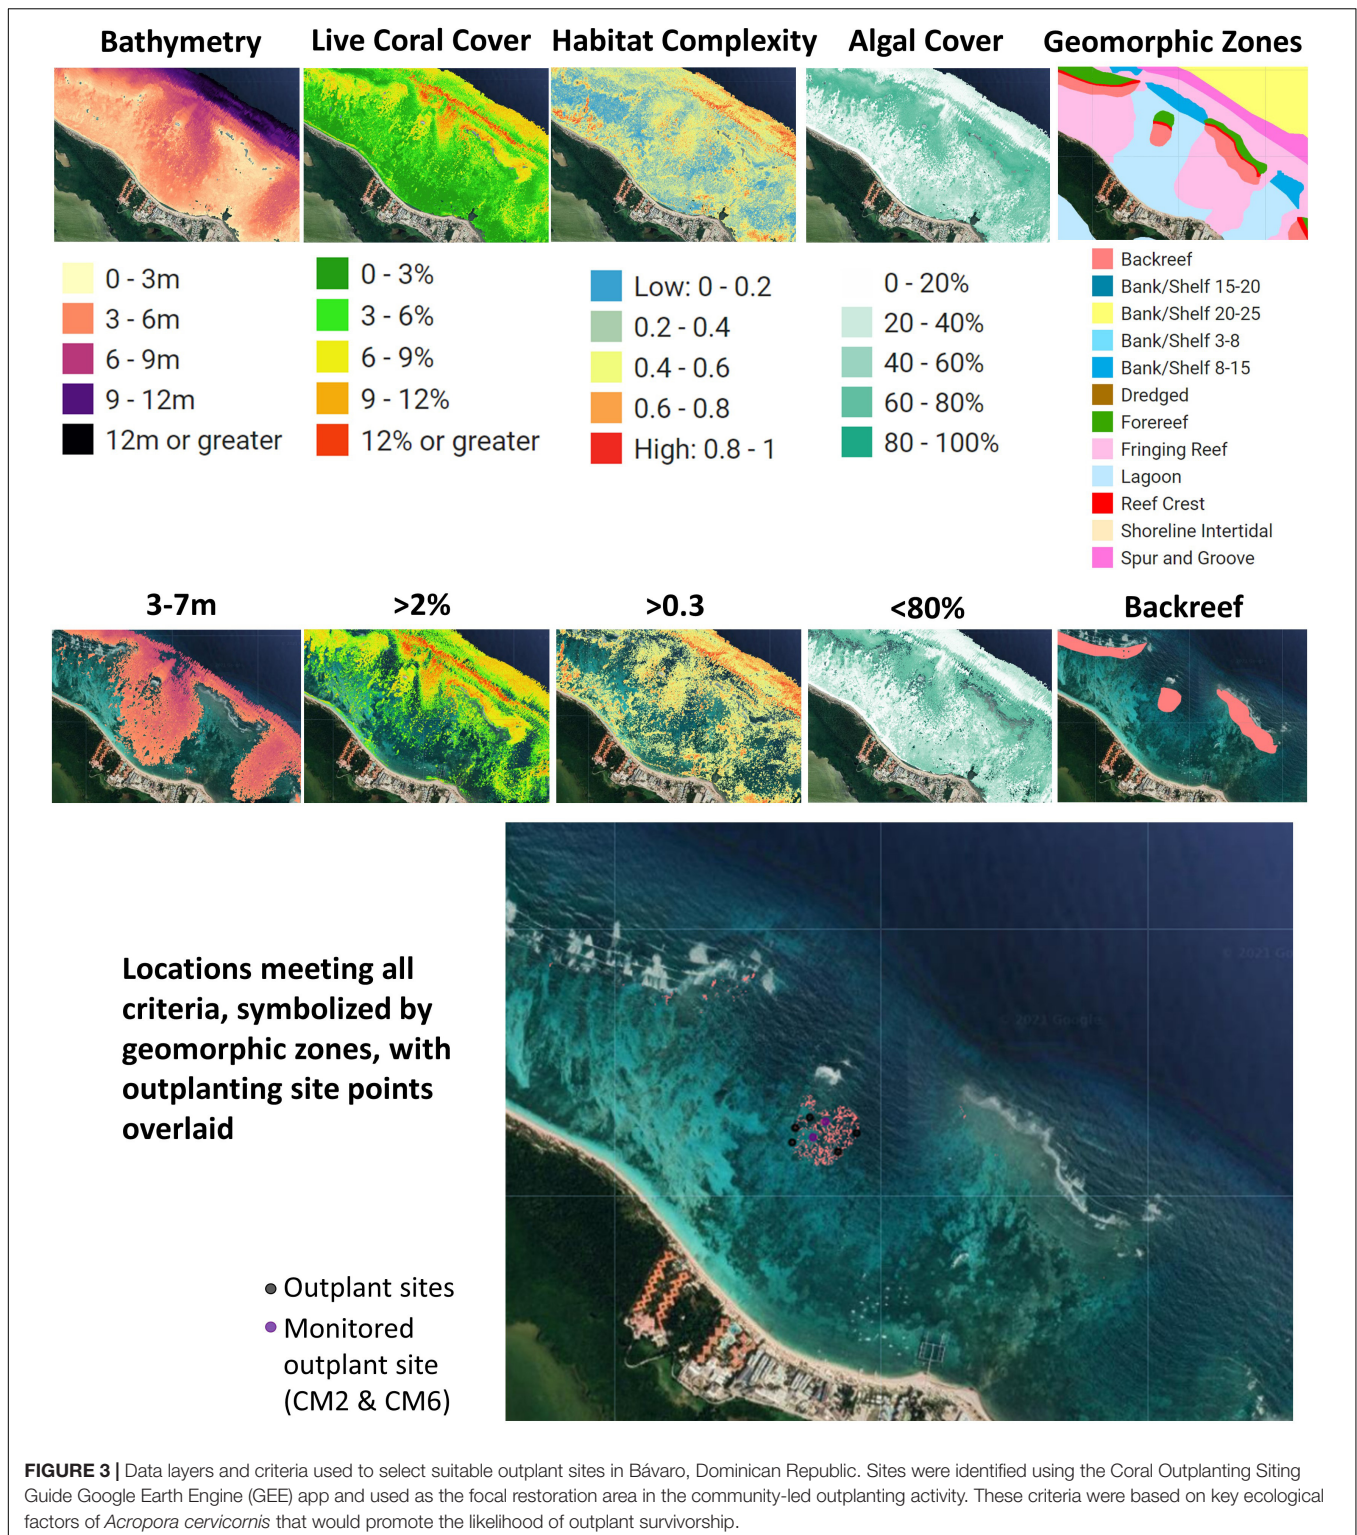 Bathymetry
Live Coral Cover
Habitat Complexity
Algal Cover
Geomorphic Zones
0 - 3m
3 - 6m
6 - 9m
9 - 12m
12m or greater
0 - 3%
3 - 6%
6 - 9%
9 - 12%
12% or greater
Low: 0 - 0.2
0.2 - 0.4
0.4 - 0.6
0.6 - 0.8
High: 0.8 - 1
0 - 20%
20 - 40%
40 - 60%
60 - 80%
80 - 100%
Backreef
Bank/Shelf 15-20
Bank/Shelf 20-25
Bank/Shelf 3-8
Bank/Shelf 8-15
Dredged
Forereef
Fringing Reef
Lagoon
Reef Crest
Shoreline Intertidal
Spur and Groove
3-7m
>2%
>0.3
<80%
Backreef
© 2021 Go
© 2021 Google
Locations meeting all
criteria, symbolized by
geomorphic zones, with
outplanting site points
overlaid
Outplant sites
Monitored
outplant site
(CM2 & CM6)
FIGURE 3 | Data layers and criteria used to select suitable outplant sites in Bávaro, Dominican Republic. Sites were identified using the Coral Outplanting Siting
Guide Google Earth Engine (GEE) app and used as the focal restoration area in the community-led outplanting activity. These criteria were based on key ecological
factors of Acropora cervicornis that would promote the likelihood of outplant survivorship.